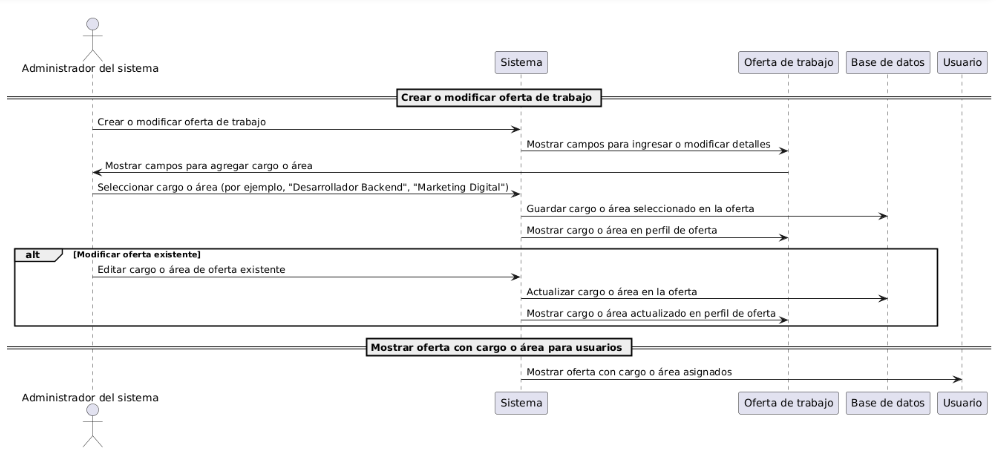 Administrador del sistema
Sistema
Oferta de trabajo
Base de datos
Usuario
Crear o modificar oferta de trabajo
Crear o modificar oferta de trabajo
Mostrar campos para ingresar o modificar detalles
Mostrar campos para agregar cargo o área
Seleccionar cargo o área (por ejemplo, "Desarrollador Backend", "Marketing Digital")
Guardar cargo o área seleccionado en la oferta
Mostrar cargo o área en perfil de oferta
alt [Modificar oferta existente]
Editar cargo o área de oferta existente
Actualizar cargo o área en la oferta
Mostrar cargo o área actualizado en perfil de oferta
Mostrar oferta con cargo o área para usuarios
Mostrar oferta con cargo o área asignados
Administrador del sistema
Sistema
Oferta de trabajo
Base de datos
Usuario